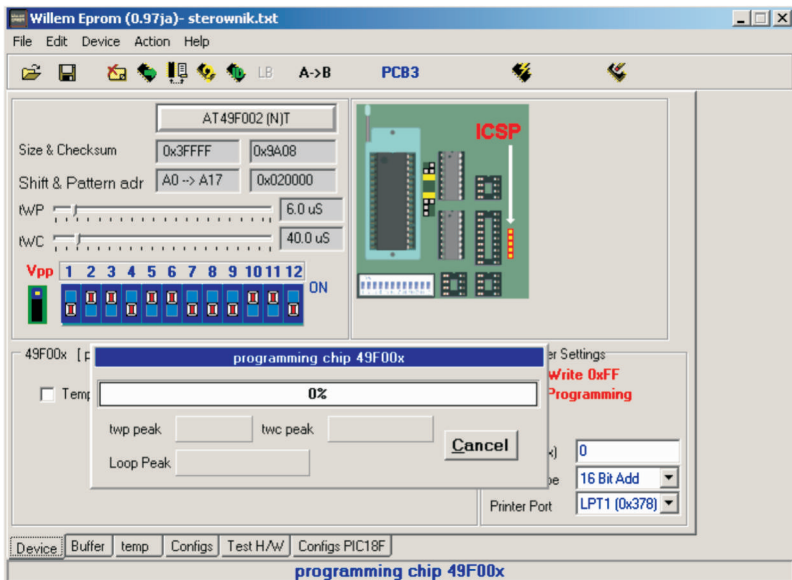 Willem Eprom (0.97ja)- sterownik.txt
File Edit Device Action Help
LB A->B PCB3
AT49F002 (N)T
Size & Checksum 0x3FFFF 0x9A08
Shift & Pattern adr A0 --> A17 0x020000
tWP 6.0 uS
tWC 40.0 uS
Vpp 1 2 3 4 5 6 7 8 9 10 11 12
ON
ICSP
49F00x [
programming chip 49F00x
0%
twp peak twc peak
Loop Peak
Cancel
Settings
Write 0xFF
Programming
0
16 Bit Add
Printer Port LPT1 (0x378)
Device Buffer temp Configs Test H/W Configs PIC18F
programming chip 49F00x